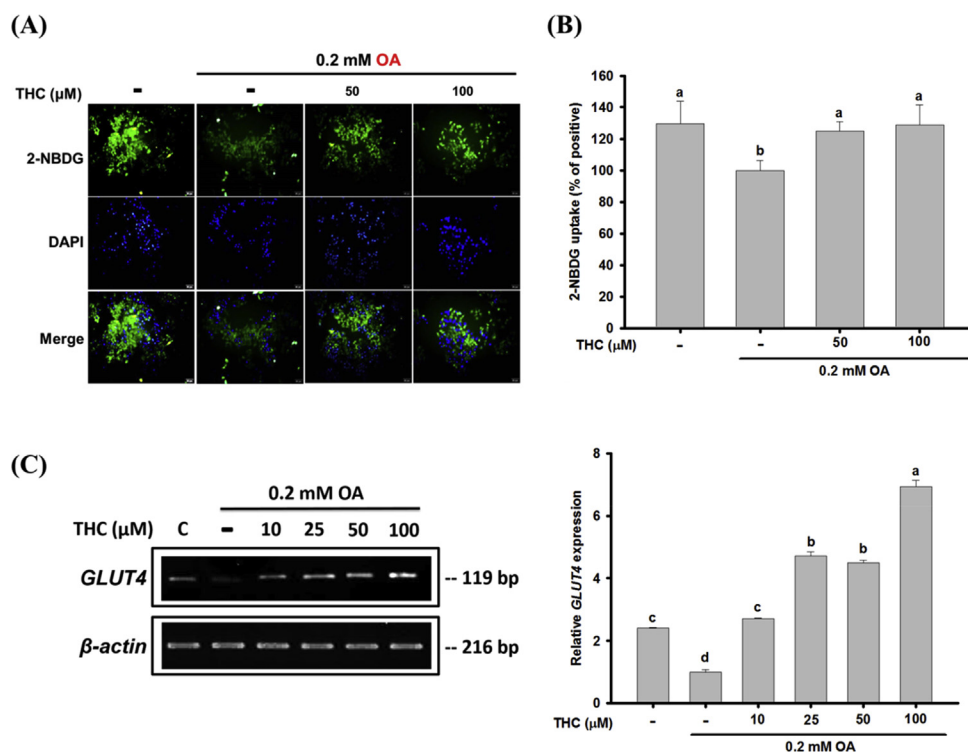 (A)
0.2 mM OA
THC (µM) - - 50 100
2-NBDG
DAPI
Merge
(B)
2-NBDG uptake (% of positive)
160
140
120
100
80
60
40
20
0
a
b
a
a
THC (µM) - - 50 100
0.2 mM OA
(C)
0.2 mM OA
THC (µM) C - 10 25 50 100
GLUT4 -- 119 bp
β-actin -- 216 bp
Relative GLUT4 expression
8
6
4
2
0
c
d
c
b
b
a
THC (µM) - - 10 25 50 100
0.2 mM OA